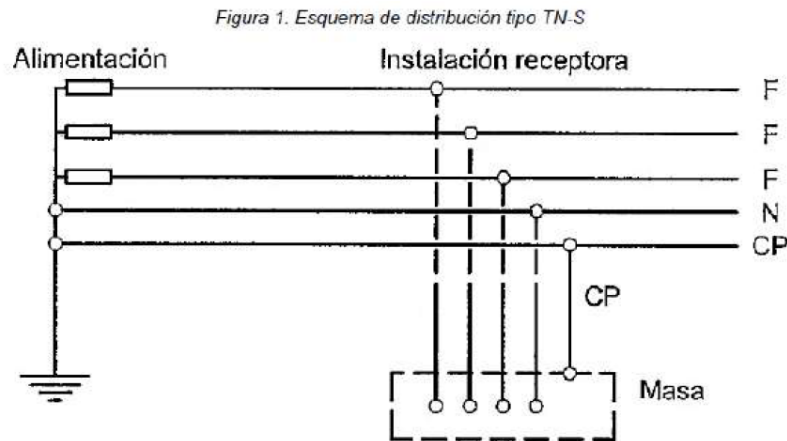 Figura 1. Esquema de distribución tipo TN-S
Alimentación Instalación receptora
F
F
F
N
CP
CP
Masa